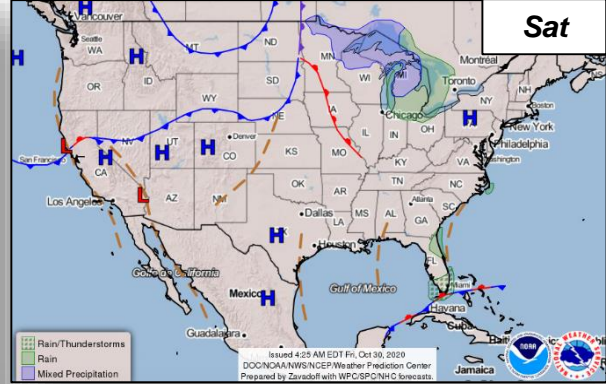 Sat
Vancouver
Seattle
WA
MT
ND
MN
Montréal
OR
ID
SD
WI
MI
Toronto
NH
WY
IA
Chicago
NY
Boston
New York
Philadelphia
Washington
San Francisco
NV
UT
Denver
CO
NE
KS
MO
IL
IN
OH
KY
VA
CA
Los Angeles
AZ
NM
OK
AR
TN
NC
SC
Atlanta
Dallas
LA
MS
AL
GA
Houston
FL
Miami
Golfo de California
Gulf of Mexico
Havana
Cuba
Mexico
Guadalajara
Jamaica
H
H
H
H
H
H
H
H
H
L
L
Rain/Thunderstorms
Rain
Mixed Precipitation
Issued 4:25 AM EDT Fri, Oct 30, 2020
DOC/NOAA/NWS/NCEP/Weather Prediction Center
Prepared by Zavadoff with WPC/SPC/NHC forecasts.
NOAA